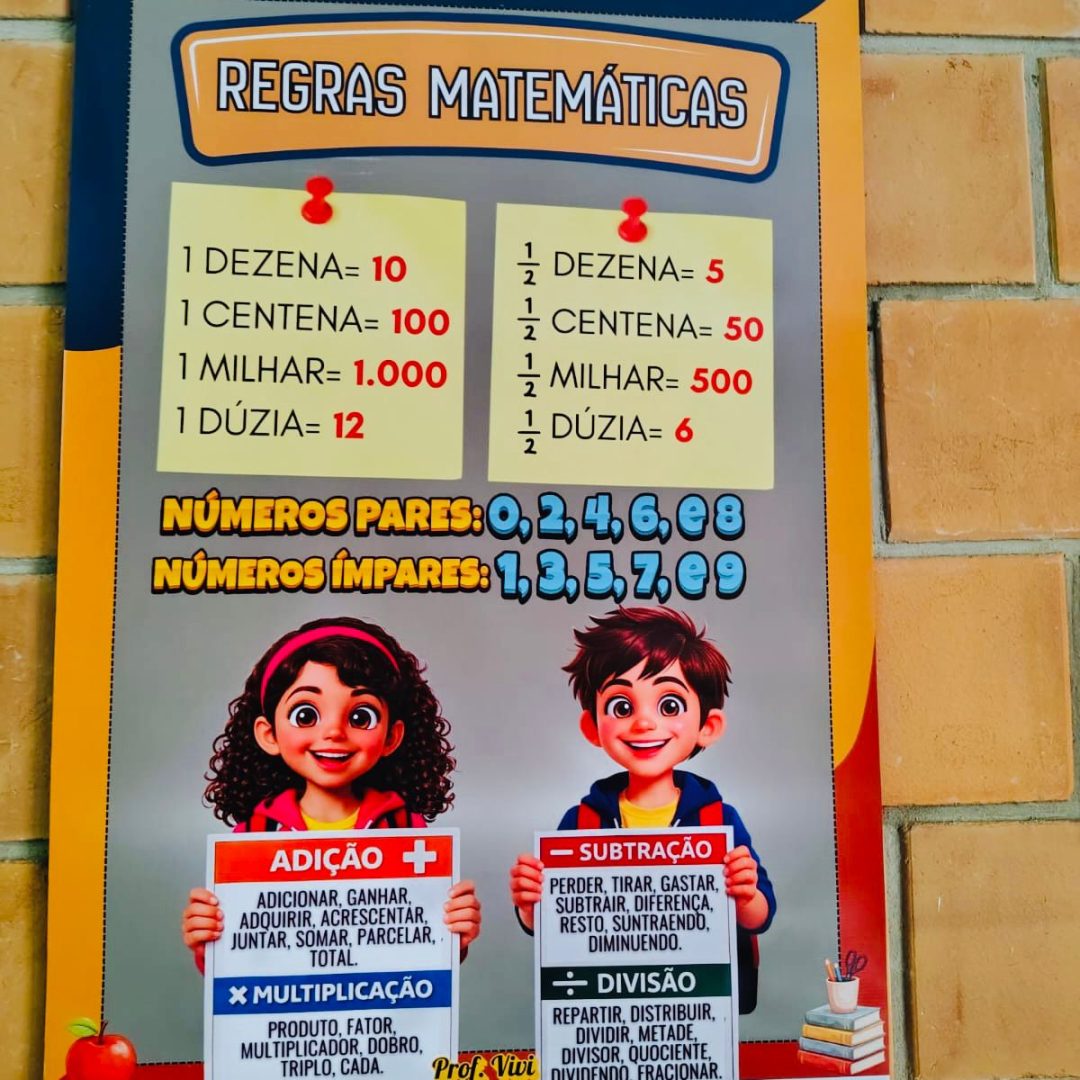 REGRAS MATEMÁTICAS
1 DEZENA= 10
1 CENTENA= 100
1 MILHAR= 1.000
1 DÚZIA= 12
1/2 DEZENA= 5
1/2 CENTENA= 50
1/2 MILHAR= 500
1/2 DÚZIA= 6
NÚMEROS PARES: 0, 2, 4, 6, e 8
NÚMEROS ÍMPARES: 1, 3, 5, 7, e 9
ADIÇÃO +
ADICIONAR, GANHAR,
ADQUIRIR, ACRESCENTAR,
JUNTAR, SOMAR, PARCELAR,
TOTAL.
× MULTIPLICAÇÃO
PRODUTO, FATOR,
MULTIPLICADOR, DOBRO,
TRIPLO, CADA.
− SUBTRAÇÃO
PERDER, TIRAR, GASTAR,
SUBTRAIR, DIFERENÇA,
RESTO, SUNTRAENDO,
DIMINUENDO.
÷ DIVISÃO
REPARTIR, DISTRIBUIR,
DIVIDIR, METADE,
DIVISOR, QUOCIENTE,
DIVIDENDO, FRACIONAR.
Prof. Vivi